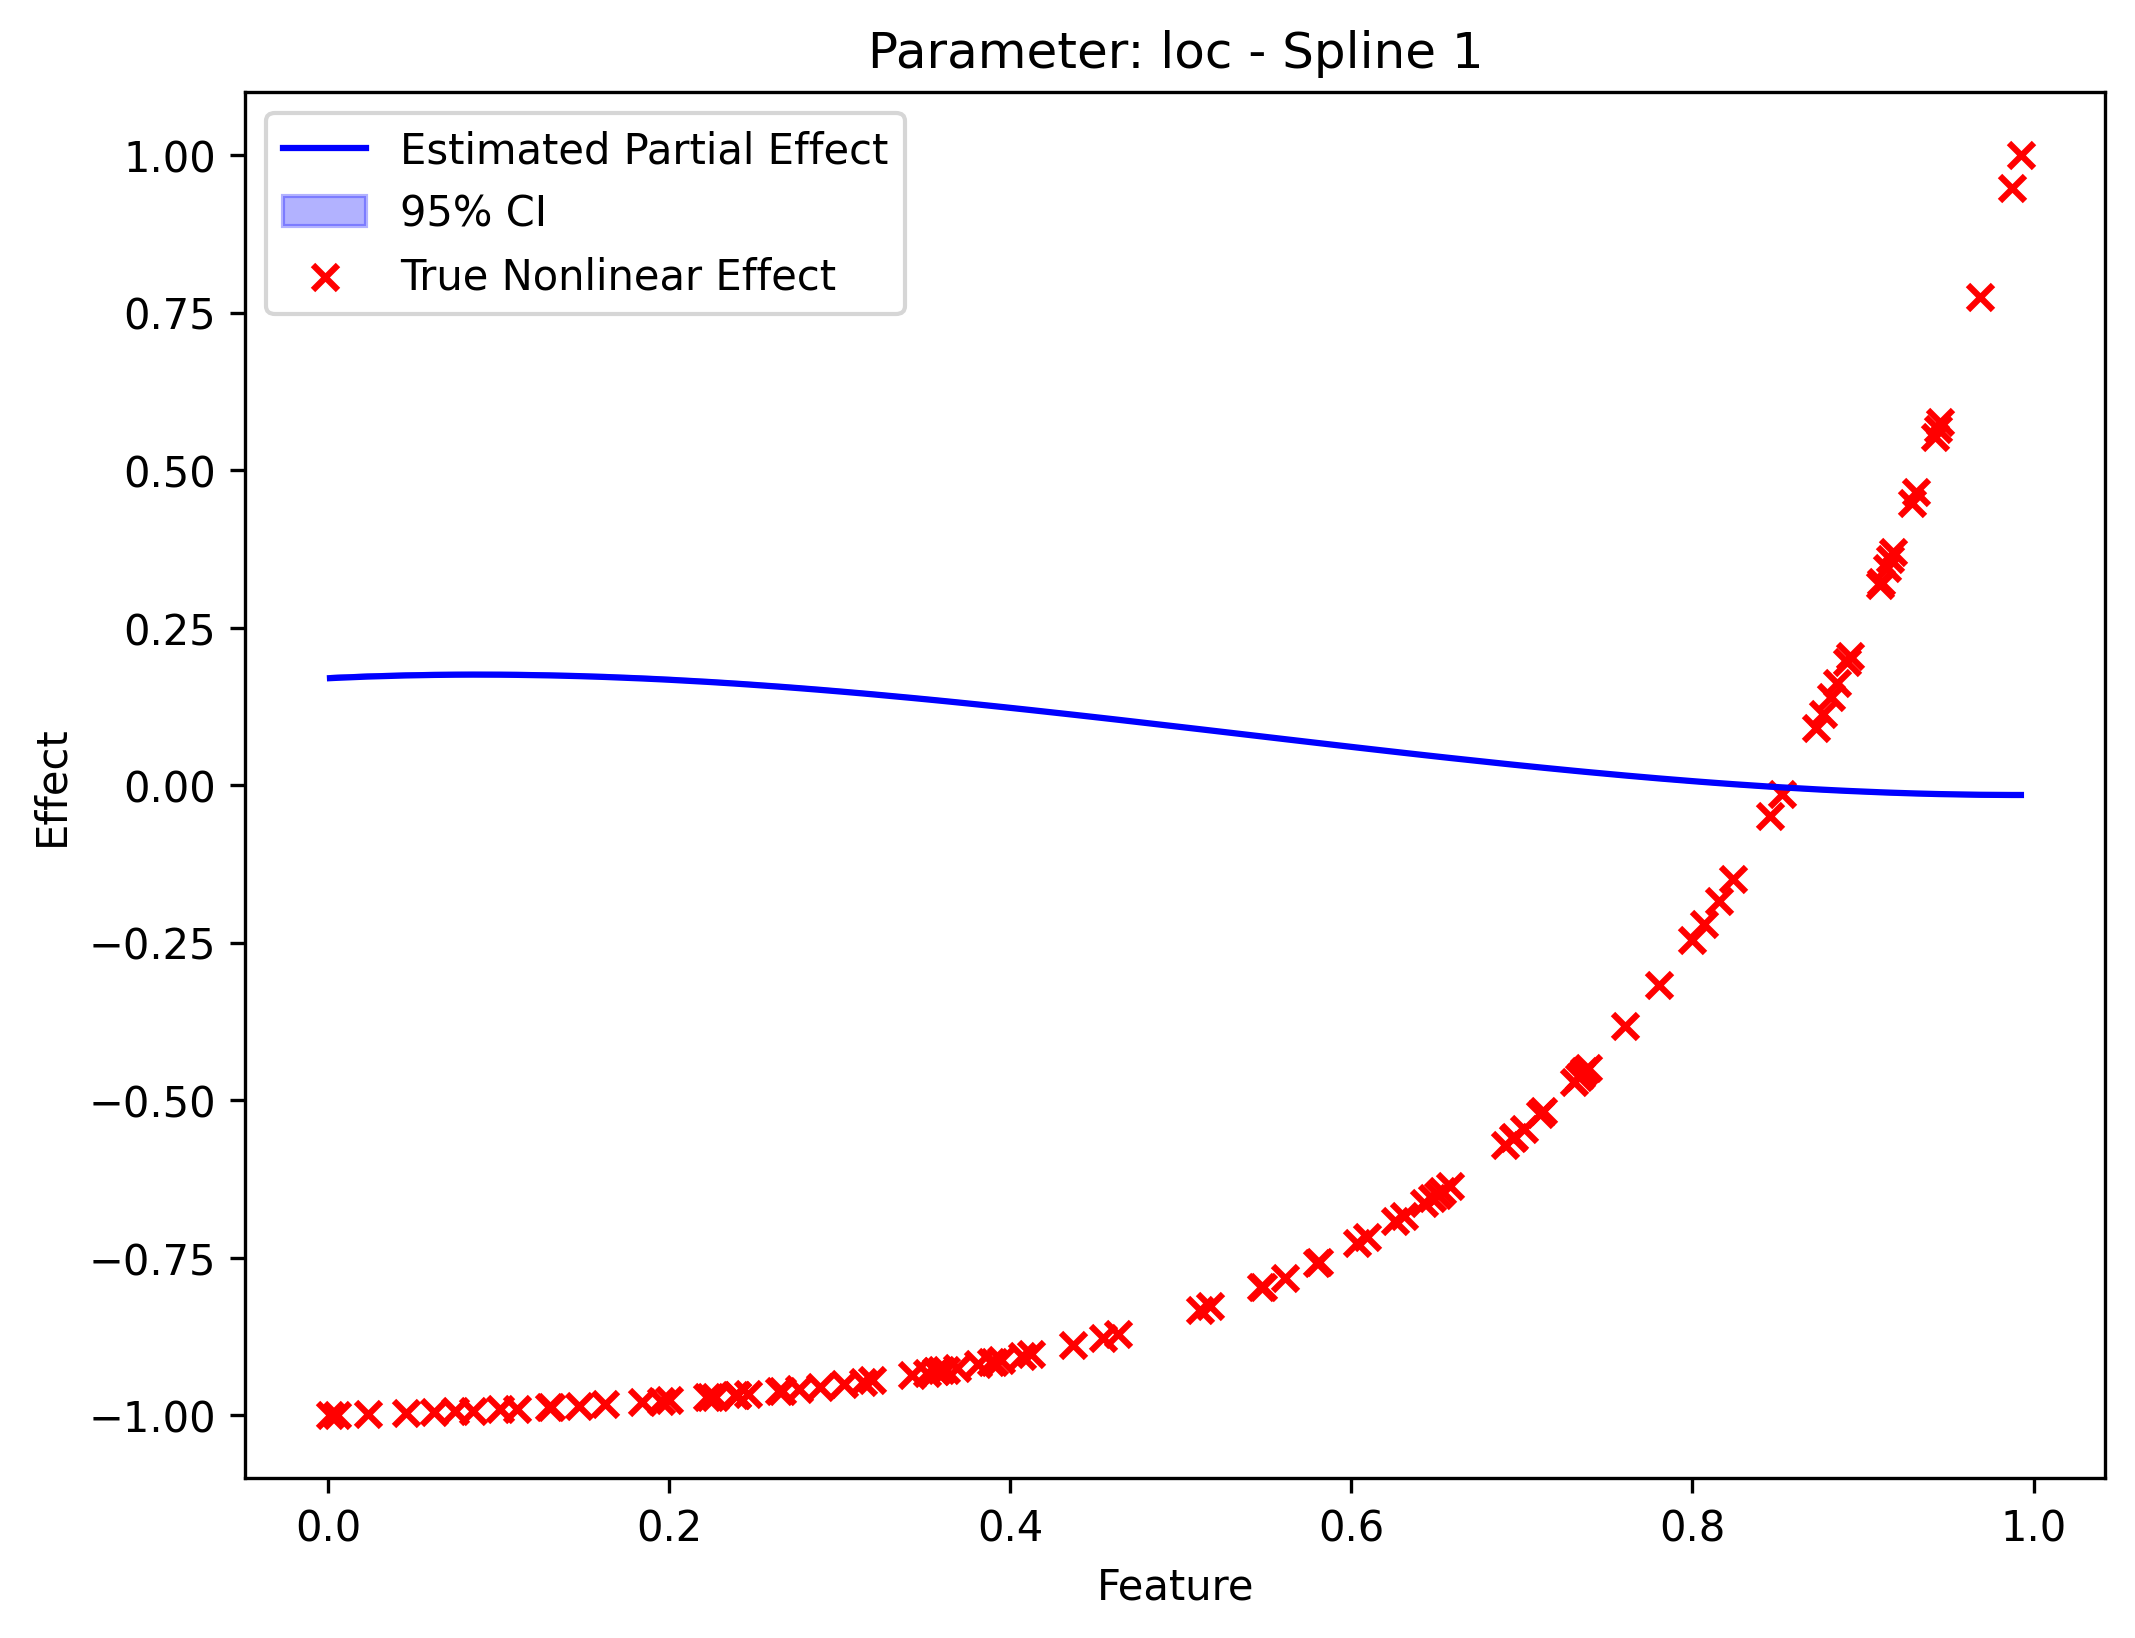 Parameter: loc - Spline 1
Estimated Partial Effect
95% CI
True Nonlinear Effect
1.00
0.75
0.50
0.25
0.00
−0.25
−0.50
−0.75
−1.00
Effect
0.0 0.2 0.4 0.6 0.8 1.0
Feature